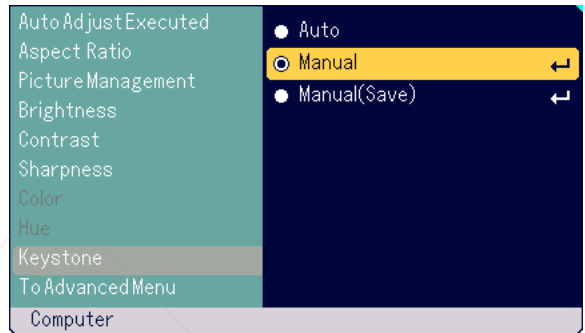 Auto Adjust Executed
Aspect Ratio
Picture Management
Brightness
Contrast
Sharpness
Color
Hue
Keystone
To Advanced Menu
Auto
Manual
Manual(Save)
Computer